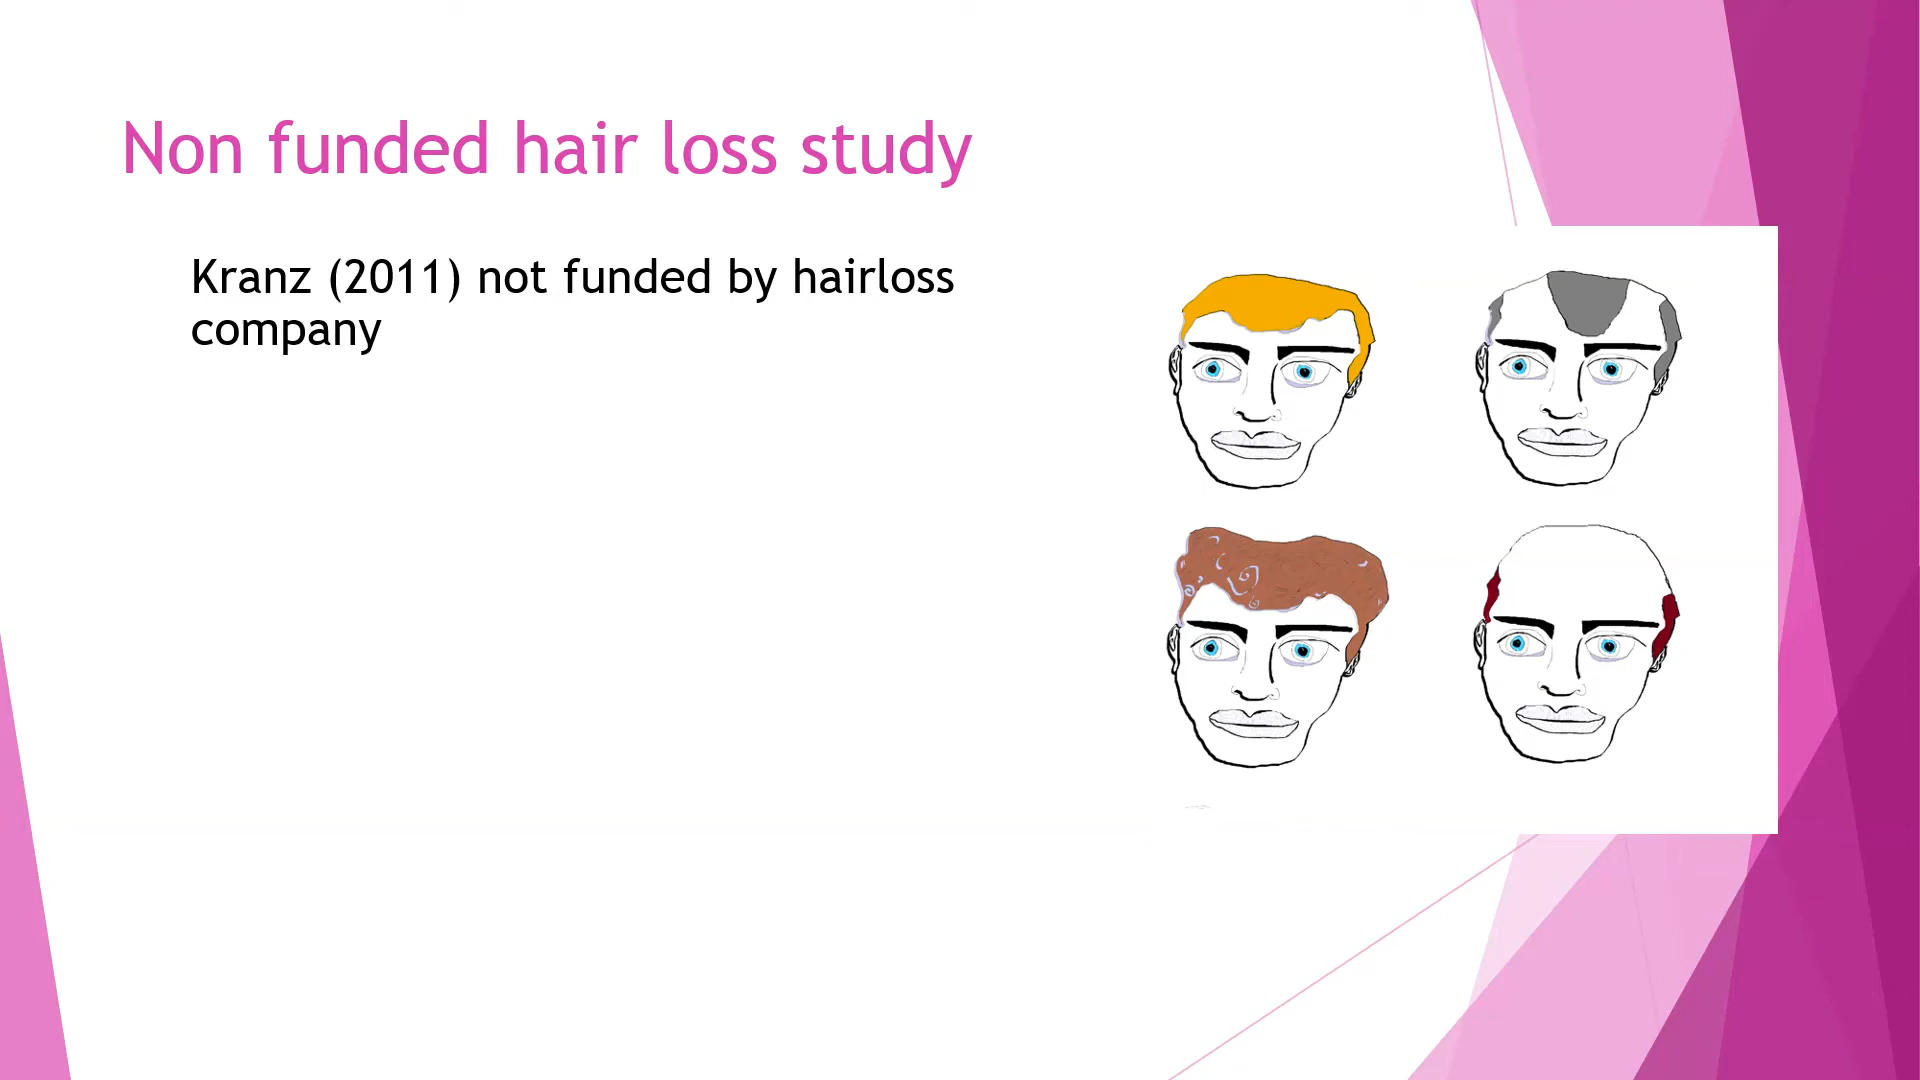 Non funded hair loss study
Kranz (2011) not funded by hairloss
company